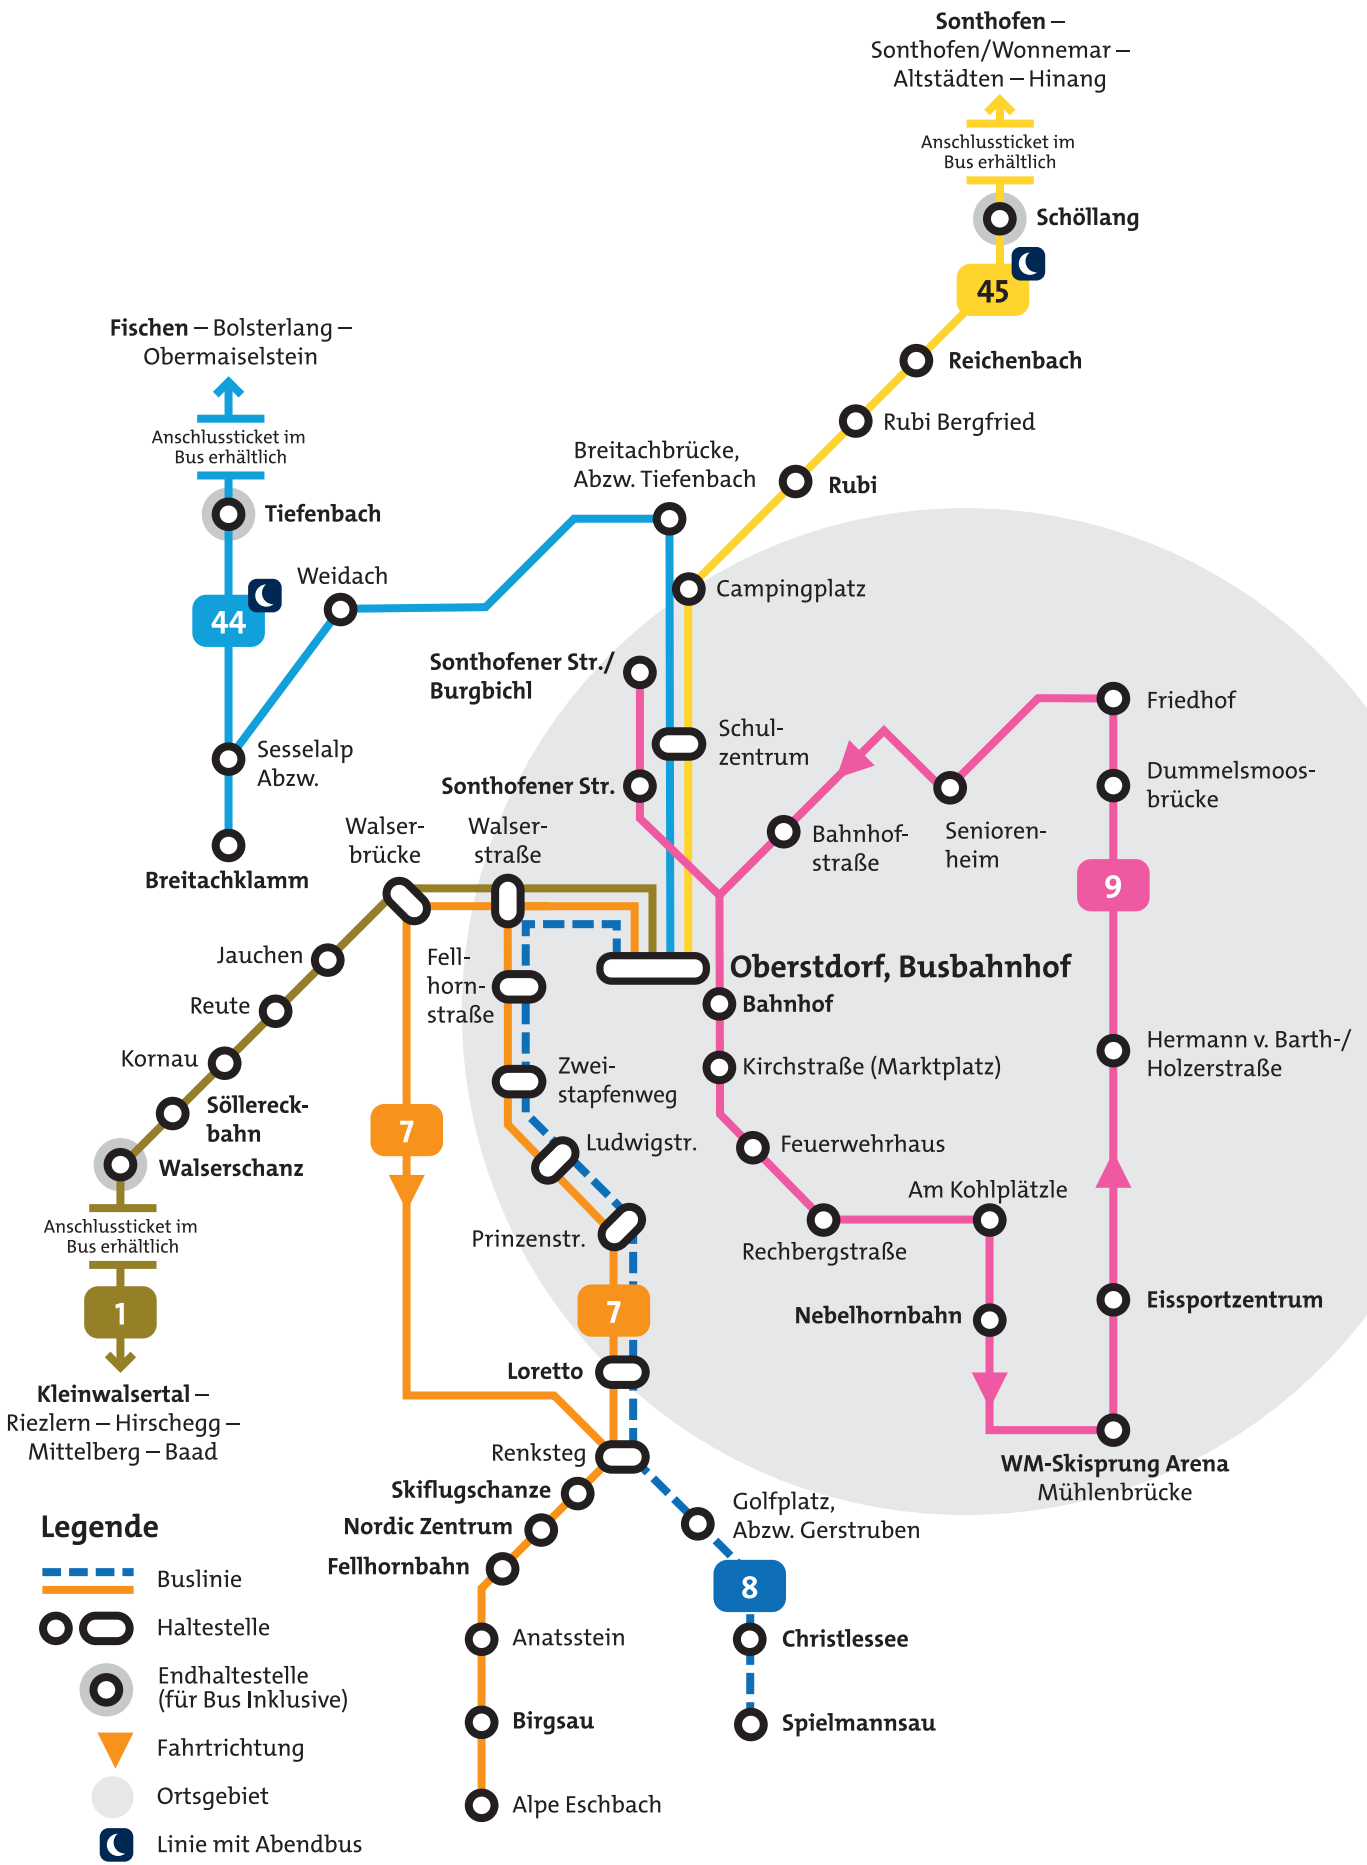 Sonthofen –
Sonthofen/Wonnemar –
Altstädten – Hinang
Anschlussticket im
Bus erhältlich
Schöllang
45
Reichenbach
Rubi Bergfried
Rubi
Campingplatz
Fischen – Bolsterlang –
Obermaiselstein
Anschlussticket im
Bus erhältlich
Tiefenbach
44
Weidach
Breitachbrücke,
Abzw. Tiefenbach
Sesselalp
Abzw.
Breitachklamm
Sonthofener Str./
Burgbichl
Sonthofener Str.
Schul-
zentrum
Friedhof
Dummelsmoos-
brücke
Senioren-
heim
Bahnhof-
straße
9
Walser-
brücke
Walser-
straße
Jauchen
Reute
Kornau
Söllereck-
bahn
Walserschanz
Anschlussticket im
Bus erhältlich
1
Kleinwalsertal –
Riezlern – Hirschegg –
Mittelberg – Baad
Fell-
horn-
straße
Oberstdorf, Busbahnhof
Bahnhof
Kirchstraße (Marktplatz)
Hermann v. Barth-/
Holzerstraße
Zwei-
stapfenweg
7
Ludwigstr.
Feuerwehrhaus
Am Kohlplätzle
Rechbergstraße
Prinzenstr.
7
Nebelhornbahn
Eissportzentrum
Loretto
Renksteg
WM-Skisprung Arena
Mühlenbrücke
Skiflugschanze
Nordic Zentrum
Fellhornbahn
Golfplatz,
Abzw. Gerstruben
8
Anatsstein
Christlessee
Birgsau
Spielmannsau
Alpe Eschbach
Legende
Buslinie
Haltestelle
Endhaltestelle
(für Bus Inklusive)
Fahrtrichtung
Ortsgebiet
Linie mit Abendbus